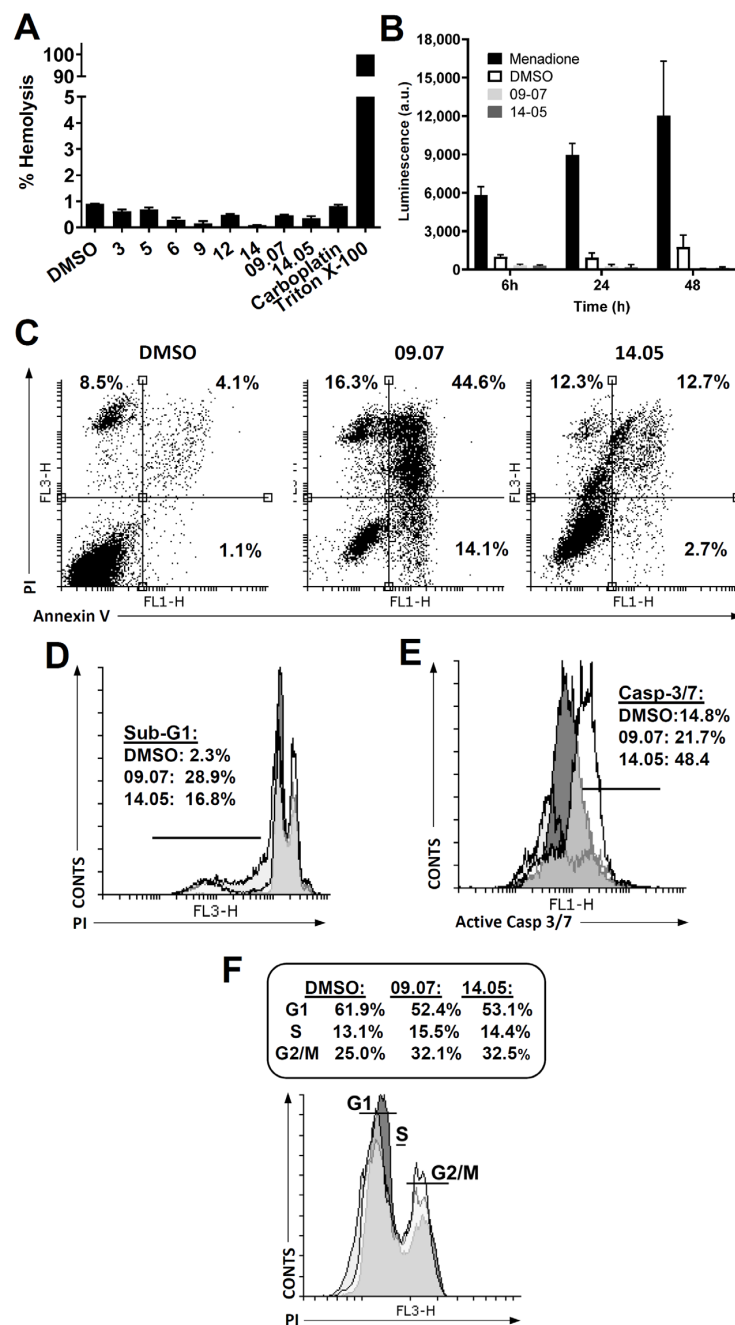 A
% Hemolysis
100
90
5
4
3
2
1
0
DMSO
3
5
6
9
12
14
09.07
14.05
Carboplatin
Triton X-100
B
Luminescence (a.u.)
18,000
15,000
12,000
9,000
6,000
3,000
0
Menadione
DMSO
09-07
14-05
6h
24
48
Time (h)
C
DMSO
09.07
14.05
8.5% 4.1%
1.1%
16.3% 44.6%
14.1%
12.3% 12.7%
2.7%
FL3-H
FL3-H
FL3-H
PI
FL1-H
FL1-H
FL1-H
Annexin V
D
Sub-G1:
DMSO: 2.3%
09.07: 28.9%
14.05: 16.8%
CONTS
FL3-H
PI
E
Casp-3/7:
DMSO:14.8%
09.07: 21.7%
14.05: 48.4
CONTS
FL1-H
Active Casp 3/7
F
DMSO: 09.07: 14.05:
G1 61.9% 52.4% 53.1%
S 13.1% 15.5% 14.4%
G2/M 25.0% 32.1% 32.5%
G1
S
G2/M
CONTS
FL3-H
PI